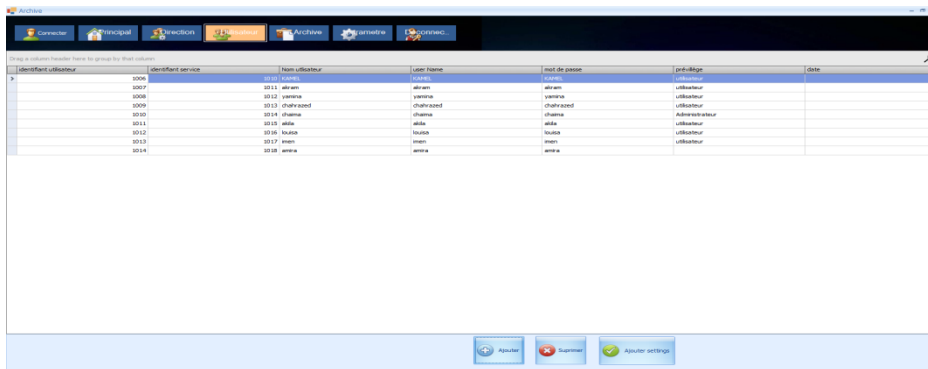 Archive
Connecter Principal Direction Utilisateur Archive Parametre Déconnec...
Drag a column header here to group by that column
identifiant utilisateur identifiant service Nom utlisateur user Name mot de passe prévillège date
1006 1010 KAMEL KAMEL KAMEL utilisateur
1007 1011 akram akram akram utilisateur
1008 1012 yamina yamina yamina utilisateur
1009 1013 chahrazed chahrazed chahrazed utilisateur
1010 1014 chaima chaima chaima Administrateur
1011 1015 akila akila akila utilisateur
1012 1016 louisa louisa louisa utilisateur
1013 1017 imen imen imen utilisateur
1014 1018 amira amira amira
Ajouter Suprimer Ajouter settings